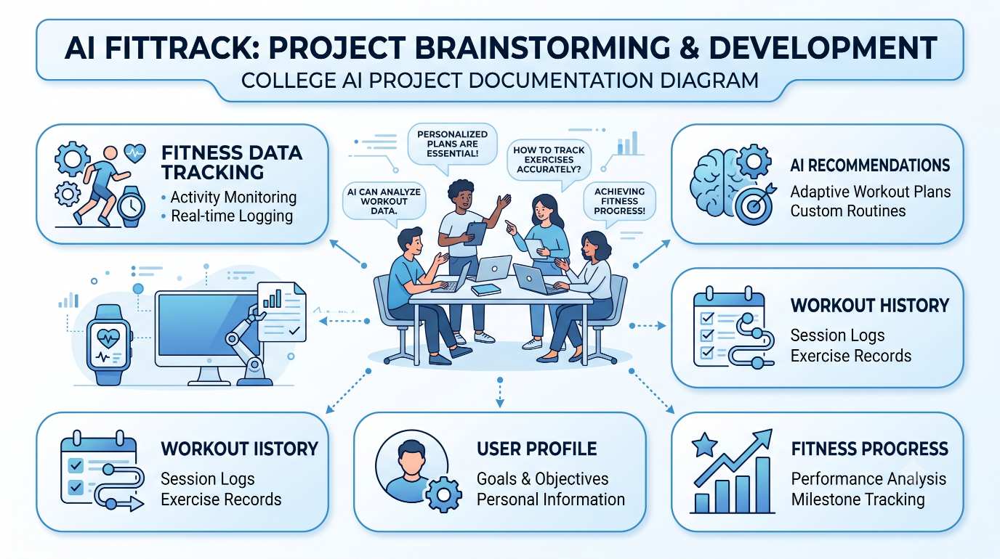 AI FITTRACK: PROJECT BRAINSTORMING & DEVELOPMENT
COLLEGE AI PROJECT DOCUMENTATION DIAGRAM
FITNESS DATA
TRACKING
• Activity Monitoring
• Real-time Logging
AI CAN ANALYZE
WORKOUT
DATA.
PERSONALIZED
PLANS ARE
ESSENTIAL!
HOW TO TRACK
EXERCISES
ACCURATELY?
ACHIEVING
FITNESS
PROGRESS!
AI RECOMMENDATIONS
Adaptive Workout Plans
Custom Routines
WORKOUT HISTORY
Session Logs
Exercise Records
WORKOUT IISTORY
Session Logs
Exercise Records
USER PROFILE
Goals & Objectives
Personal Information
FITNESS PROGRESS
Performance Analysis
Milestone Tracking